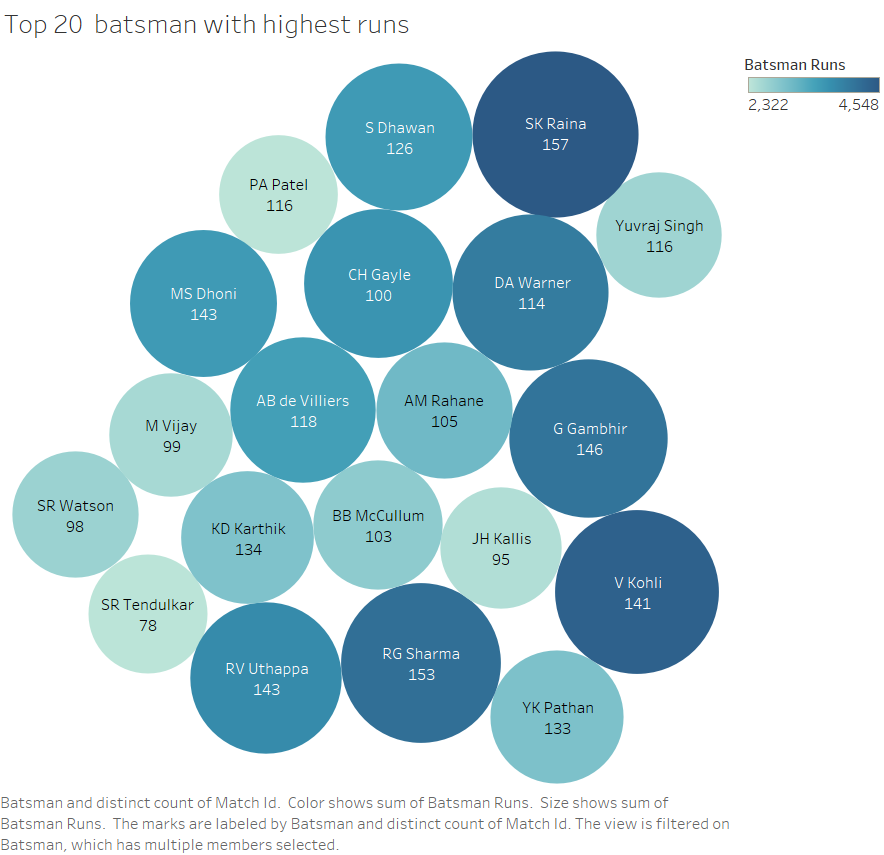 Top 20  batsman with highest runs
Batsman Runs
2,322 4,548
S Dhawan
126
SK Raina
157
PA Patel
116
Yuvraj Singh
116
CH Gayle
100
DA Warner
114
MS Dhoni
143
AB de Villiers
118
AM Rahane
105
M Vijay
99
G Gambhir
146
SR Watson
98
KD Karthik
134
BB McCullum
103
JH Kallis
95
V Kohli
141
SR Tendulkar
78
RV Uthappa
143
RG Sharma
153
YK Pathan
133
Batsman and distinct count of Match Id.  Color shows sum of Batsman Runs.  Size shows sum of
Batsman Runs.  The marks are labeled by Batsman and distinct count of Match Id. The view is filtered on
Batsman, which has multiple members selected.